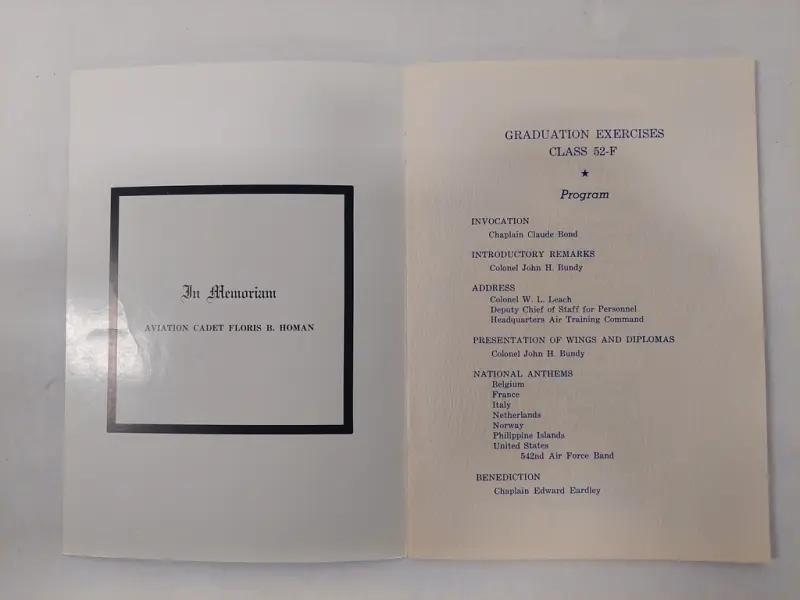 In Memoriam
AVIATION CADET FLORIS B. HOMAN
GRADUATION EXERCISES
CLASS 52-F
★
Program
INVOCATION
Chaplain Claude Bond
INTRODUCTORY REMARKS
Colonel John H. Bundy
ADDRESS
Colonel W. L. Leach
Deputy Chief of Staff for Personnel
Headquarters Air Training Command
PRESENTATION OF WINGS AND DIPLOMAS
Colonel John H. Bundy
NATIONAL ANTHEMS
Belgium
France
Italy
Netherlands
Norway
Philippine Islands
United States
542nd Air Force Band
BENEDICTION
Chaplain Edward Eardley